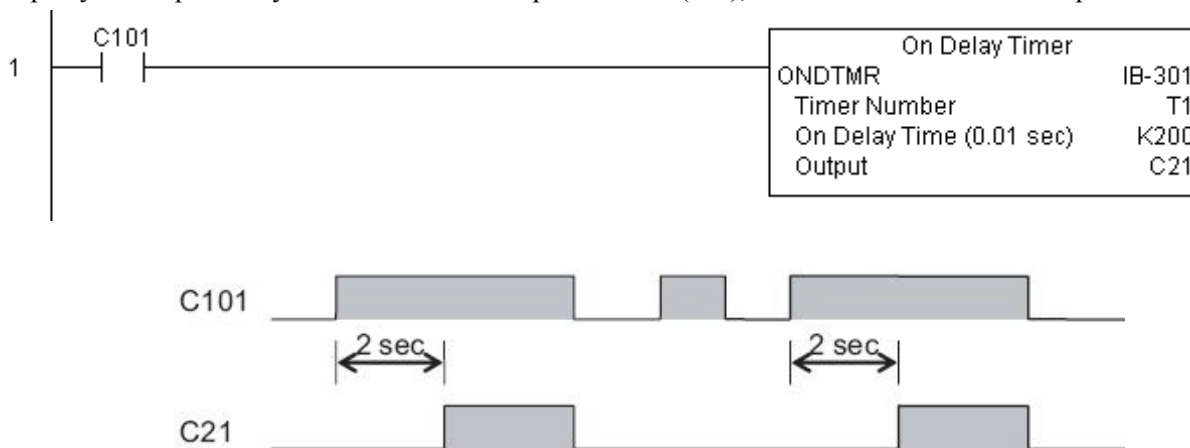 C101
1
On Delay Timer
ONDTMR IB-301
Timer Number T1
On Delay Time (0.01 sec) K200
Output C21
C101
2 sec 2 sec
C21